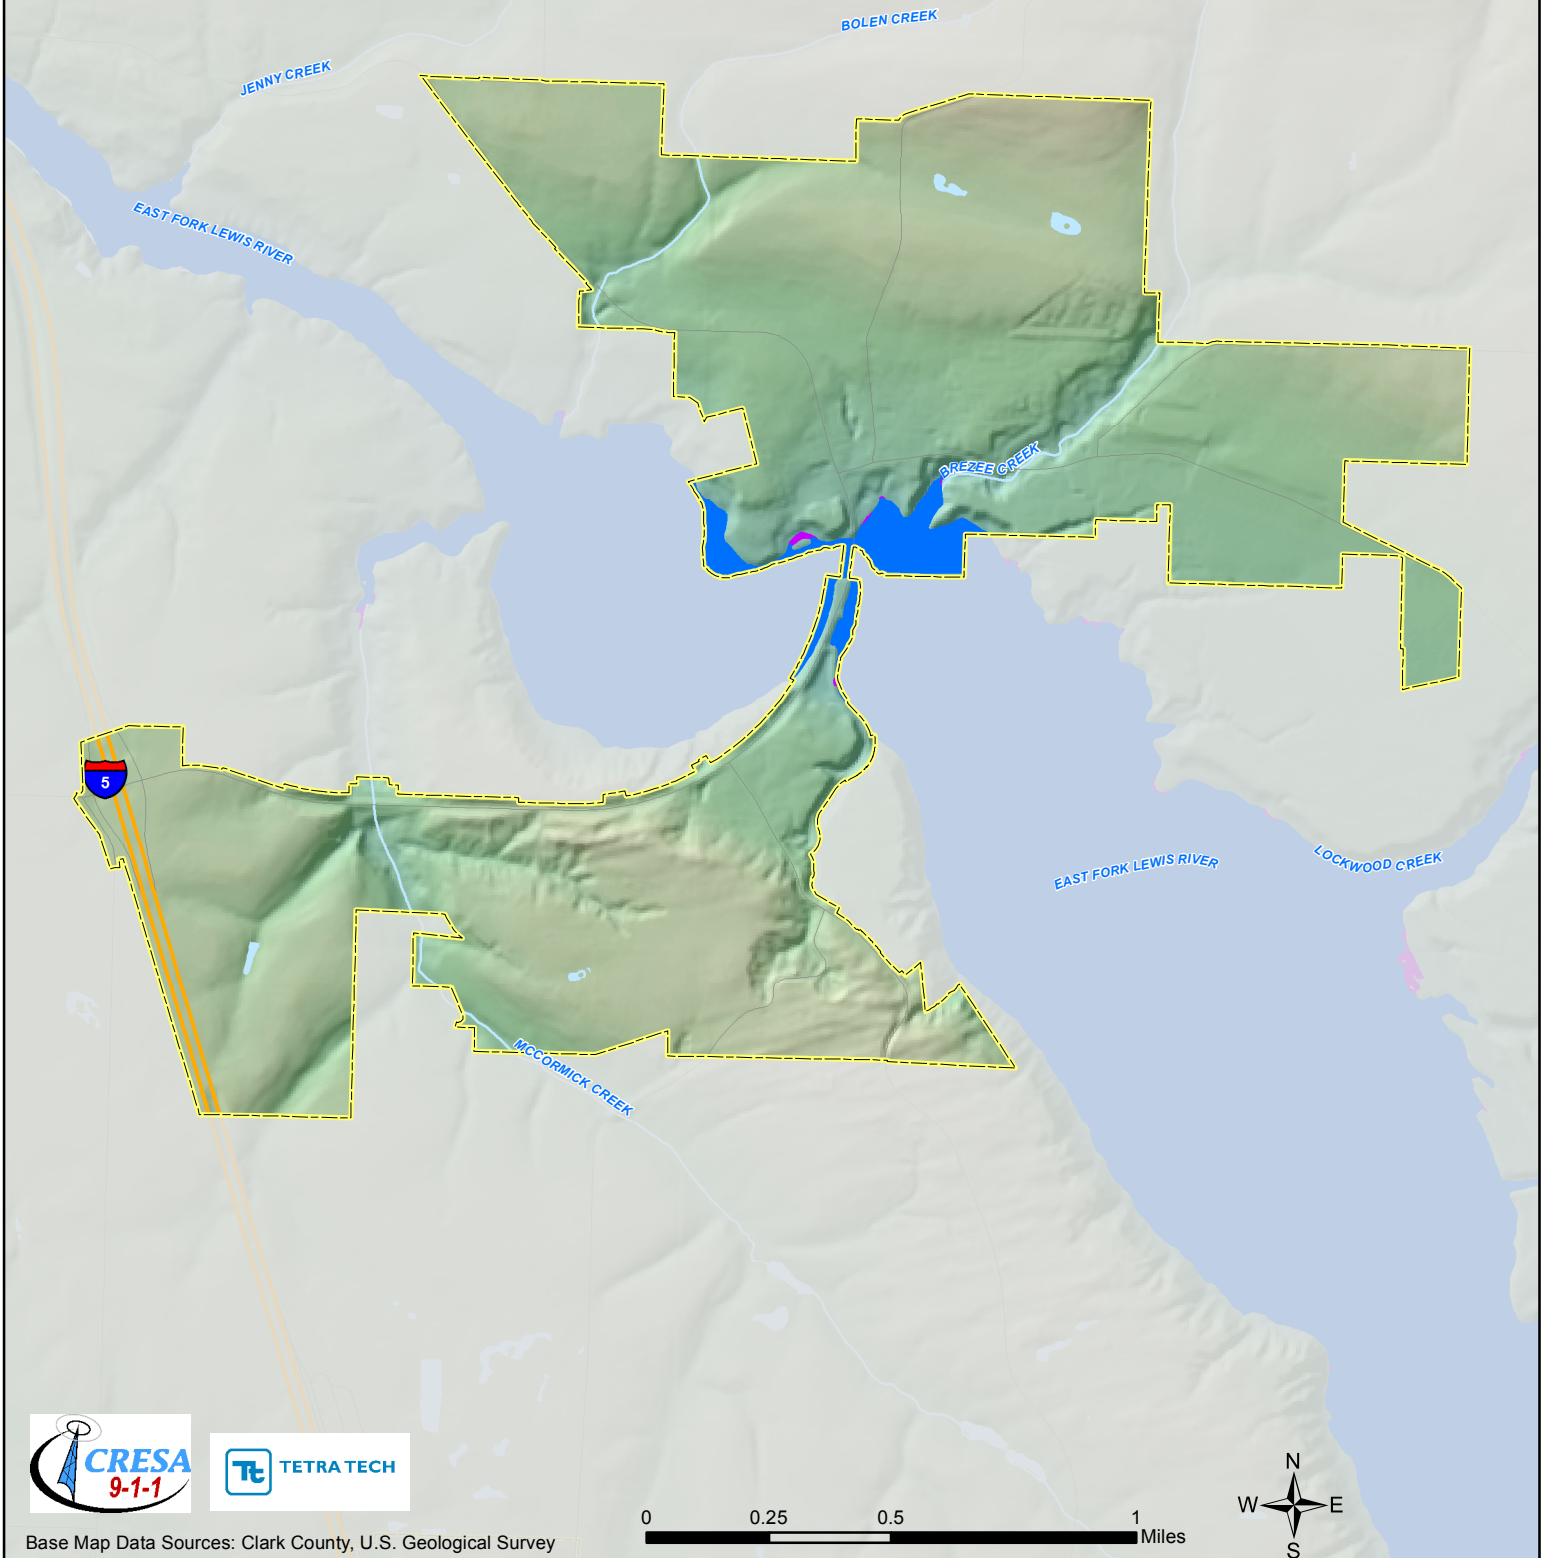 BOLEN CREEK
JENNY CREEK
EAST FORK LEWIS RIVER
BREZEE CREEK
5
EAST FORK LEWIS RIVER
LOCKWOOD CREEK
MCCORMICK CREEK
CRESA
9-1-1
Tt TETRA TECH
0 0.25 0.5 1
Miles
N
W E
S
Base Map Data Sources: Clark County, U.S. Geological Survey